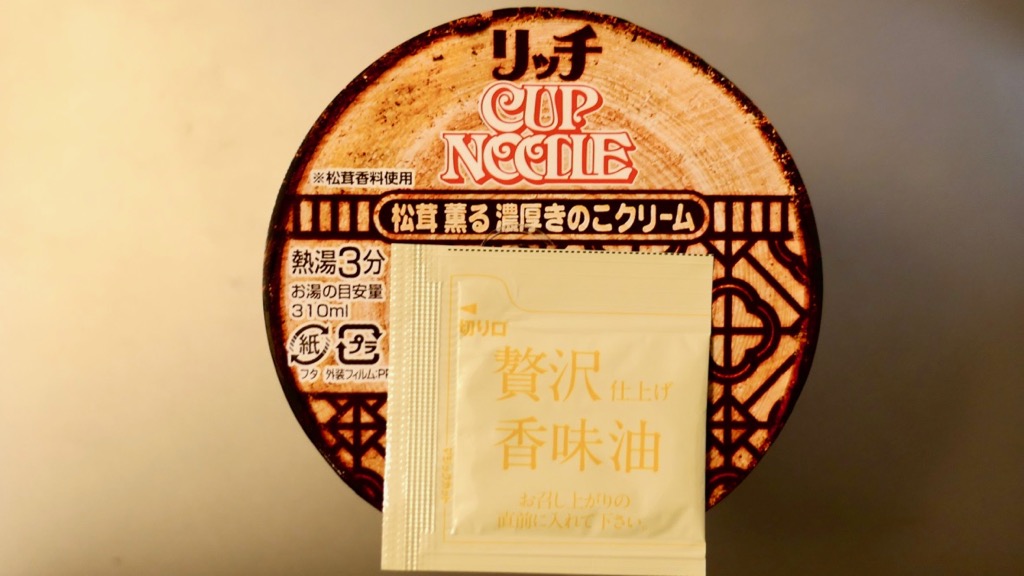 リッチ
CUP
NOODLE
※松茸香料使用
松茸 薫る 濃厚きのこクリーム
熱湯3分
お湯の目安量
310ml
紙 プラ
フタ 外装フィルム:P
切り口
贅沢 仕上げ
香味油
お召し上がりの
直前に入れて下さい。